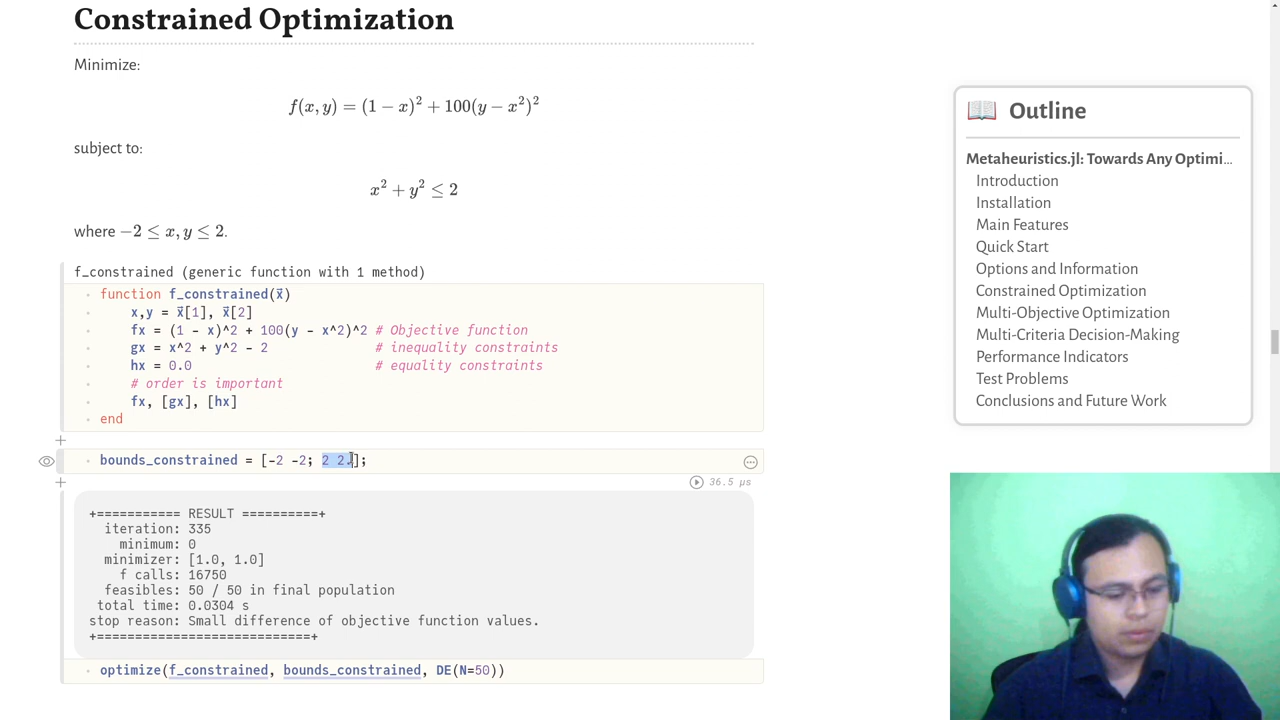 Constrained Optimization
Minimize:
f(x, y) = (1 − x)² + 100(y − x²)²
subject to:
x² + y² ≤ 2
where −2 ≤ x, y ≤ 2.
f_constrained (generic function with 1 method)
function f_constrained(x⃗)
x,y = x⃗[1], x⃗[2]
fx = (1 - x)^2 + 100(y - x^2)^2 # Objective function
gx = x^2 + y^2 - 2 # inequality constraints
hx = 0.0 # equality constraints
# order is important
fx, [gx], [hx]
end
bounds_constrained = [-2 -2; 2 2.];
36.5 μs
+=========== RESULT ==========+
iteration: 335
minimum: 0
minimizer: [1.0, 1.0]
f calls: 16750
feasibles: 50 / 50 in final population
total time: 0.0304 s
stop reason: Small difference of objective function values.
+============================+
optimize(f_constrained, bounds_constrained, DE(N=50))
📖 Outline
Metaheuristics.jl: Towards Any Optimi...
Introduction
Installation
Main Features
Quick Start
Options and Information
Constrained Optimization
Multi-Objective Optimization
Multi-Criteria Decision-Making
Performance Indicators
Test Problems
Conclusions and Future Work